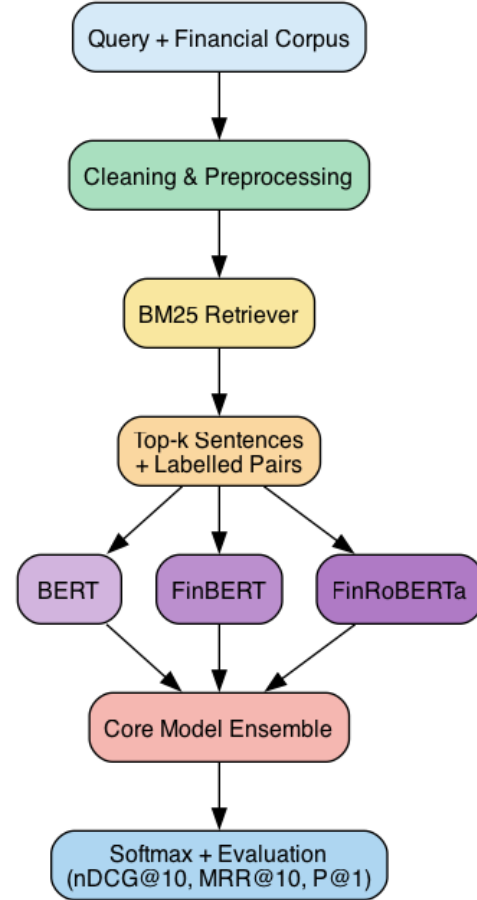 Query + Financial Corpus
Cleaning & Preprocessing
BM25 Retriever
Top-k Sentences
+ Labelled Pairs
BERT
FinBERT
FinRoBERTa
Core Model Ensemble
Softmax + Evaluation
(nDCG@10, MRR@10, P@1)